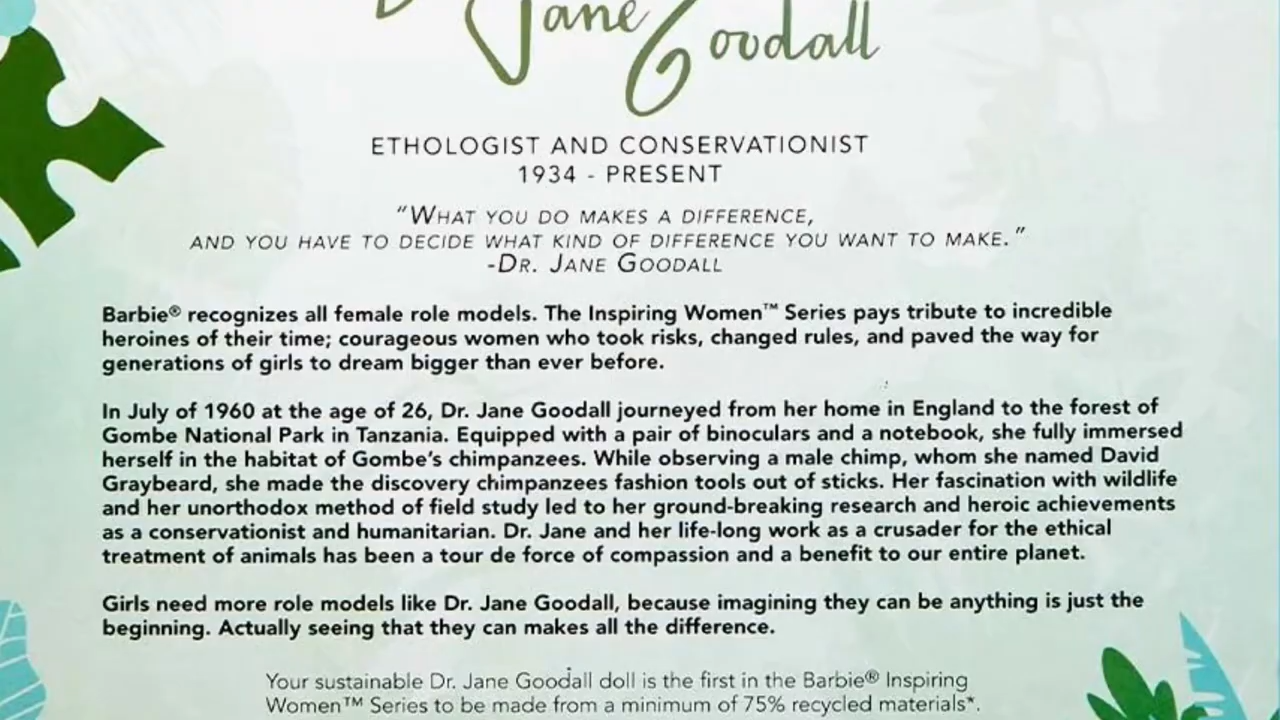 Dr. Jane Goodall
ETHOLOGIST AND CONSERVATIONIST
1934 - PRESENT
"WHAT YOU DO MAKES A DIFFERENCE,
AND YOU HAVE TO DECIDE WHAT KIND OF DIFFERENCE YOU WANT TO MAKE."
-DR. JANE GOODALL
Barbie® recognizes all female role models. The Inspiring Women™ Series pays tribute to incredible
heroines of their time; courageous women who took risks, changed rules, and paved the way for
generations of girls to dream bigger than ever before.
In July of 1960 at the age of 26, Dr. Jane Goodall journeyed from her home in England to the forest of
Gombe National Park in Tanzania. Equipped with a pair of binoculars and a notebook, she fully immersed
herself in the habitat of Gombe's chimpanzees. While observing a male chimp, whom she named David
Graybeard, she made the discovery chimpanzees fashion tools out of sticks. Her fascination with wildlife
and her unorthodox method of field study led to her ground-breaking research and heroic achievements
as a conservationist and humanitarian. Dr. Jane and her life-long work as a crusader for the ethical
treatment of animals has been a tour de force of compassion and a benefit to our entire planet.
Girls need more role models like Dr. Jane Goodall, because imagining they can be anything is just the
beginning. Actually seeing that they can makes all the difference.
Your sustainable Dr. Jane Goodall doll is the first in the Barbie® Inspiring
Women™ Series to be made from a minimum of 75% recycled materials*.